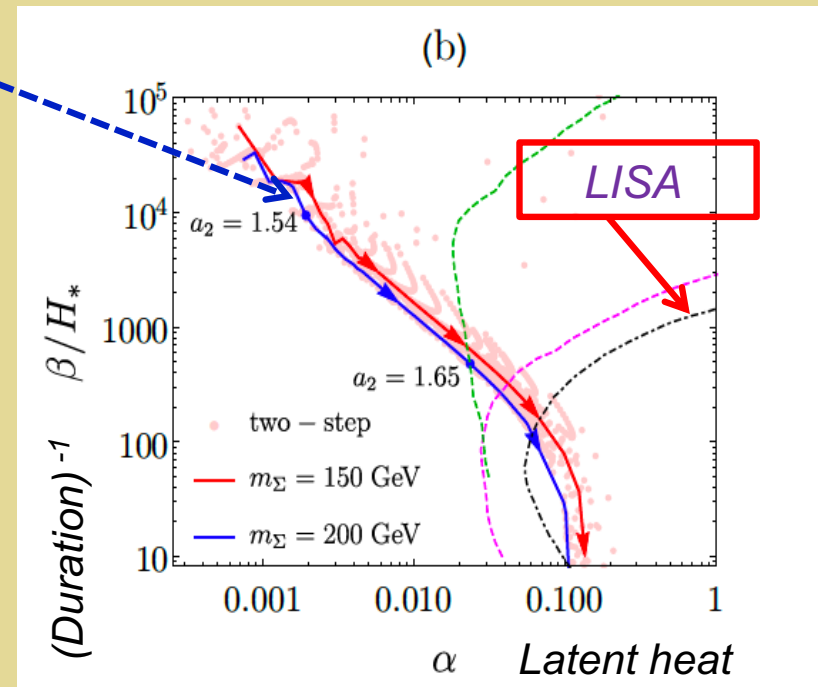 (b)
10^5
LISA
10^4
a_2 = 1.54
1000
β/H_*
a_2 = 1.65
(Duration)^-1
100
two – step
m_Σ = 150 GeV
m_Σ = 200 GeV
10
0.001 0.010 0.100 1
α Latent heat